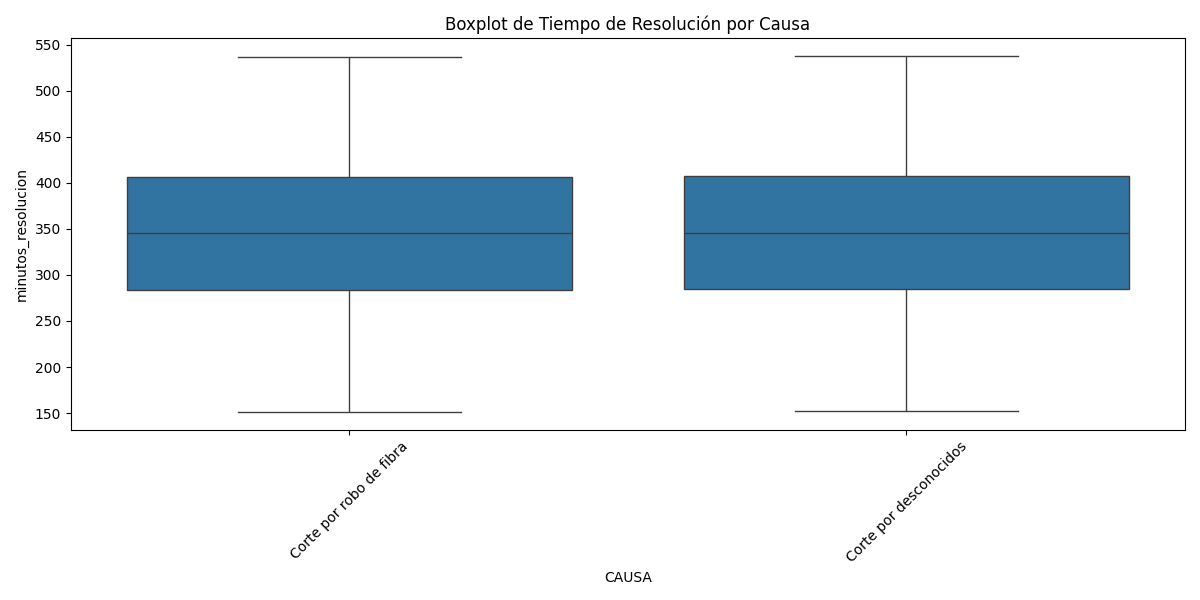 Boxplot de Tiempo de Resolución por Causa
550
500
450
400
350
300
250
200
150
minutos_resolucion
Corte por robo de fibra
Corte por desconocidos
CAUSA